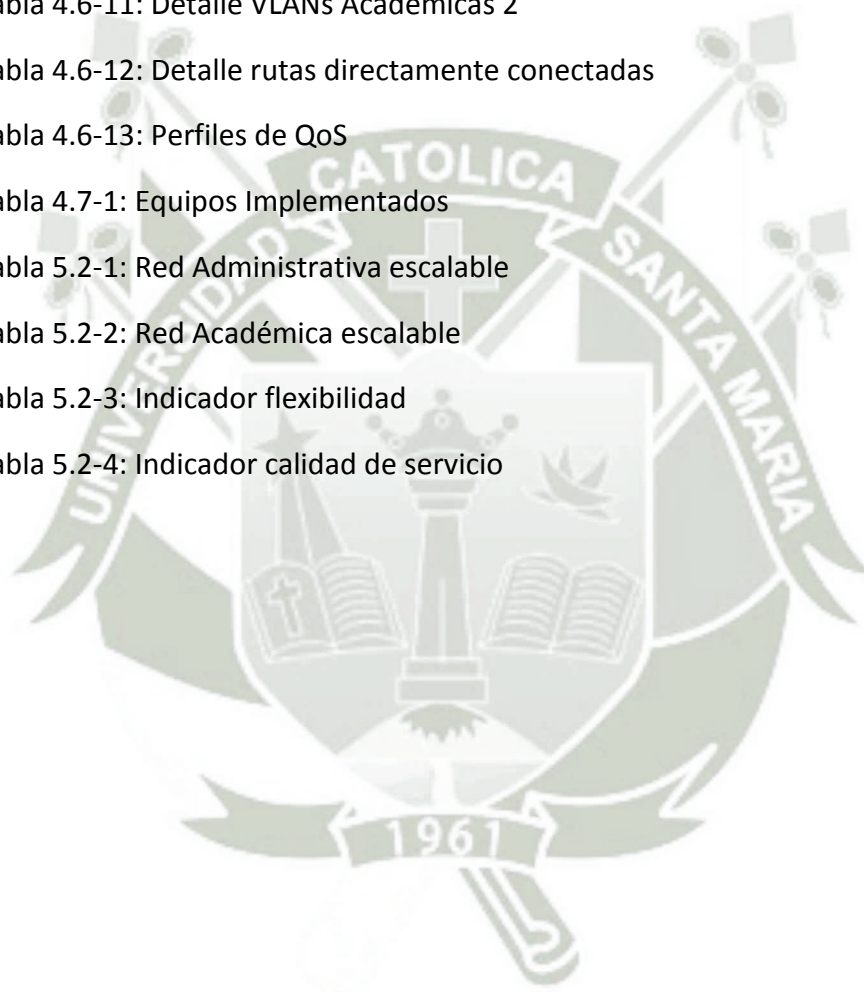 abla 4.6-11: Detalle VLANs Académicas 2
abla 4.6-12: Detalle rutas directamente conectadas
abla 4.6-13: Perfiles de QoS
abla 4.7-1: Equipos Implementados
abla 5.2-1: Red Administrativa escalable
abla 5.2-2: Red Académica escalable
abla 5.2-3: Indicador flexibilidad
abla 5.2-4: Indicador calidad de servicio
UNIVERSIDAD CATOLICA SANTA MARIA
1961